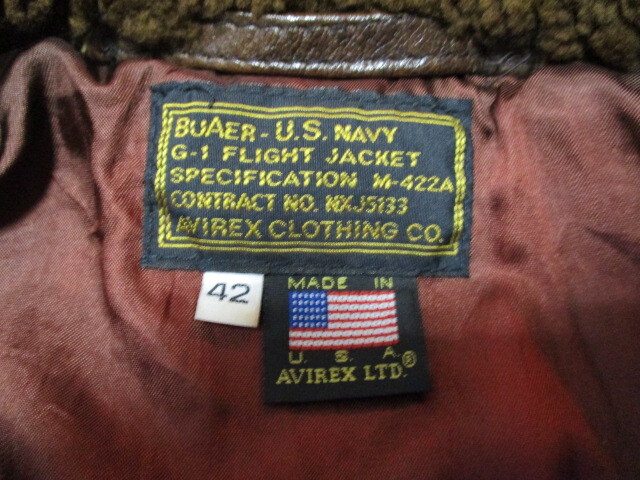 BUAER - U.S. NAVY
G-1 FLIGHT JACKET
SPECIFICATION M-422A
CONTRACT NO. NXJ5133
AVIREX CLOTHING CO.
42
MADE IN
U. S. A.
AVIREX LTD.®